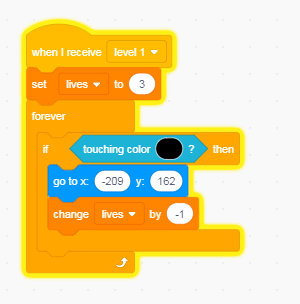 when I receive level 1
set lives to 3
forever
if touching color ? then
go to x: -209 y: 162
change lives by -1